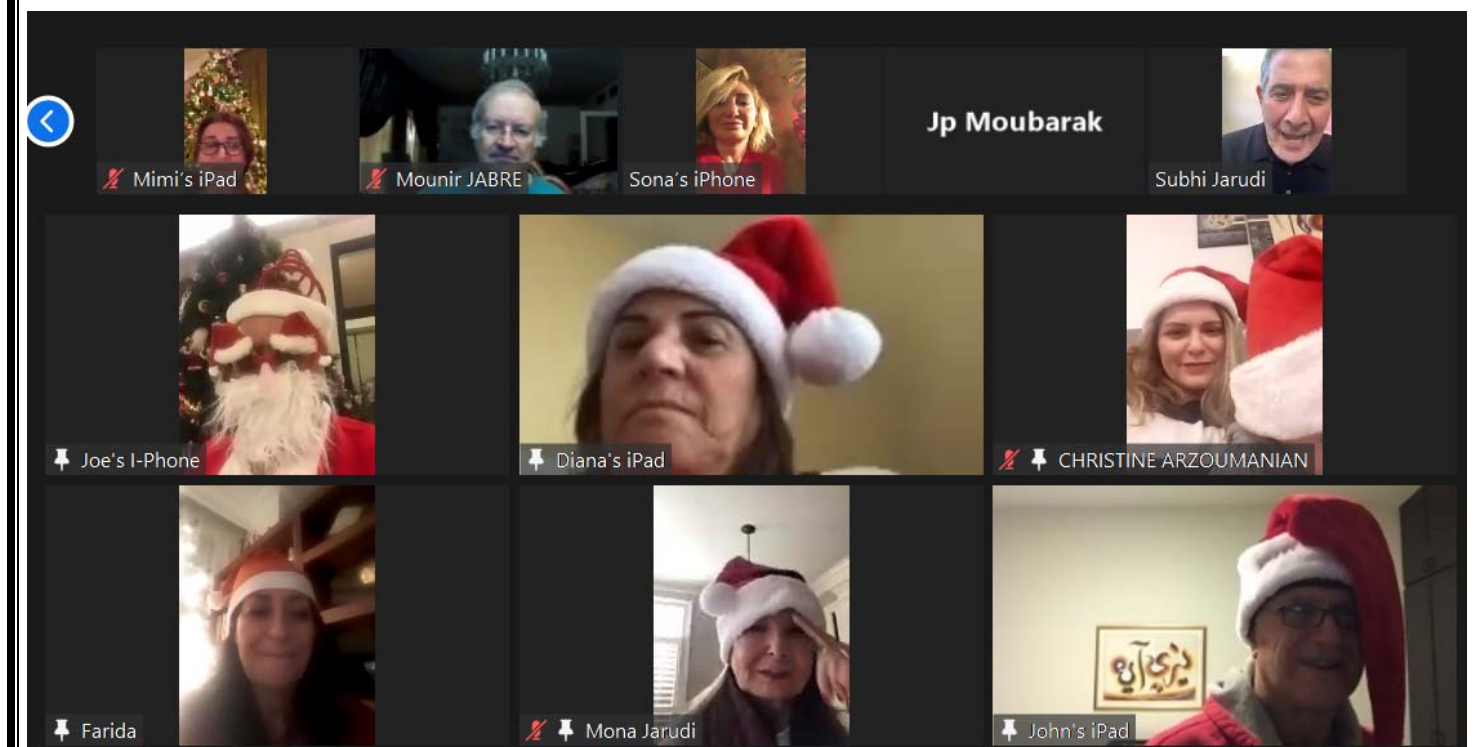 Mimi's iPad
Mounir JABRE
Sona's iPhone
Jp Moubarak
Subhi Jarudi
Joe's I-Phone
Diana's iPad
CHRISTINE ARZOUMANIAN
Farida
Mona Jarudi
John's iPad